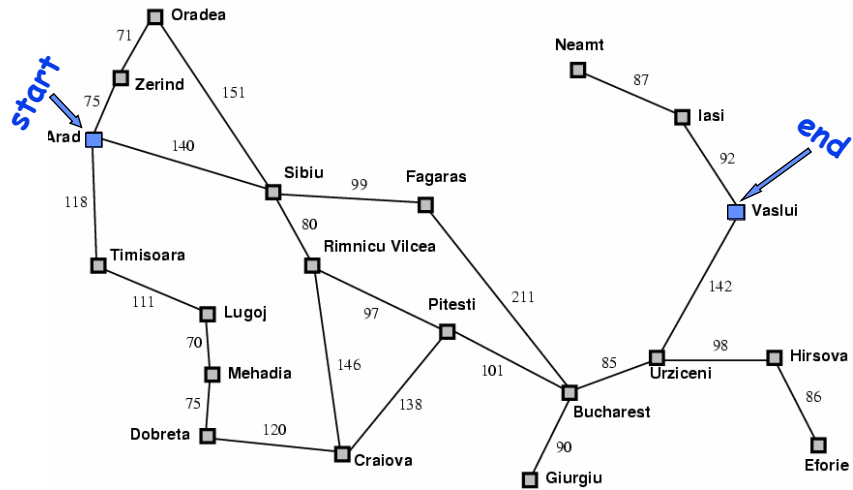 Oradea
71
Neamt
87
Zerind
151
start
75
Iasi
end
Arad
140
92
Sibiu
99
Fagaras
118
80
Vaslui
Timisoara
Rimnicu Vilcea
111
Lugoj
97
Pitesti
211
142
70
146
101
85
98
Hirsova
Mehadia
Urziceni
75
138
86
Dobreta
120
Bucharest
Craiova
90
Eforie
Giurgiu